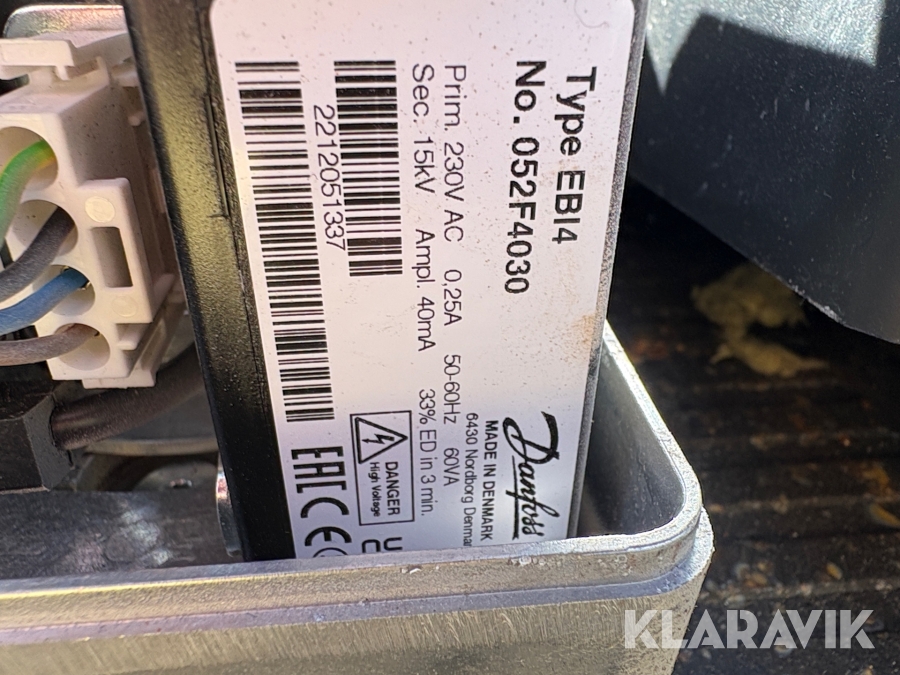 Type EBI4
No. 052F4030
Prim. 230V AC 0,25A 50-60Hz 60VA
Sec. 15kV Ampl. 40mA 33% ED in 3 min.
2212051337
Danfoss
MADE IN DENMARK
6430 Nordborg
DANGER
High Voltage
EAC CE
KLARAVIK